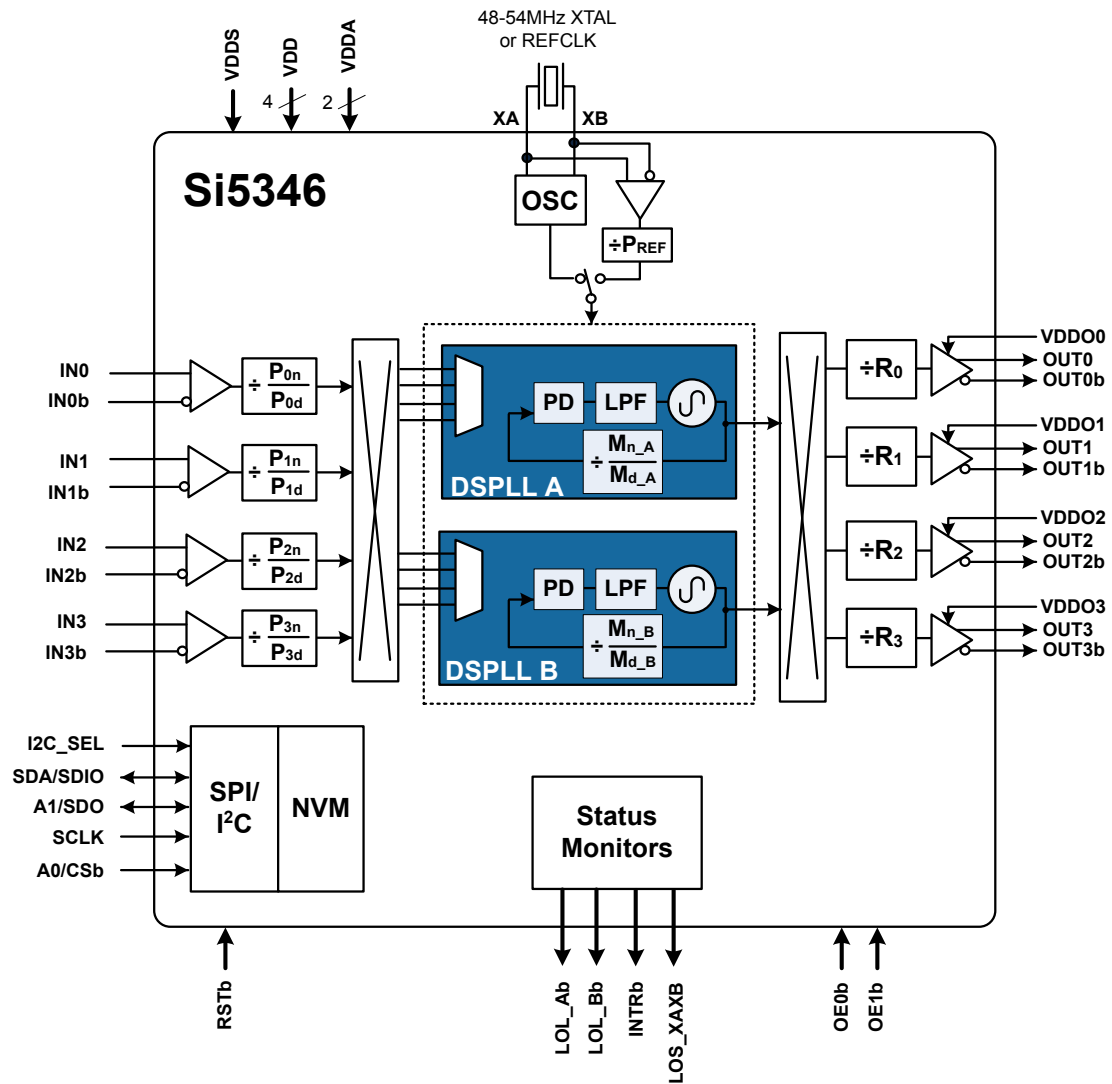 48-54MHz XTAL
or REFCLK
VDDS
VDD
VDDA
4
2
XA
XB
Si5346
OSC
÷PREF
IN0
IN0b
÷ P0n
P0d
IN1
IN1b
÷ P1n
P1d
IN2
IN2b
÷ P2n
P2d
IN3
IN3b
÷ P3n
P3d
PD
LPF
÷ Mn_A
Md_A
DSPLL A
PD
LPF
÷ Mn_B
Md_B
DSPLL B
÷R0
VDDO0
OUT0
OUT0b
÷R1
VDDO1
OUT1
OUT1b
÷R2
VDDO2
OUT2
OUT2b
÷R3
VDDO3
OUT3
OUT3b
I2C_SEL
SDA/SDIO
A1/SDO
SCLK
A0/CSb
SPI/
I²C
NVM
Status
Monitors
RSTb
LOL_Ab
LOL_Bb
INTRb
LOS_XAXB
OE0b
OE1b